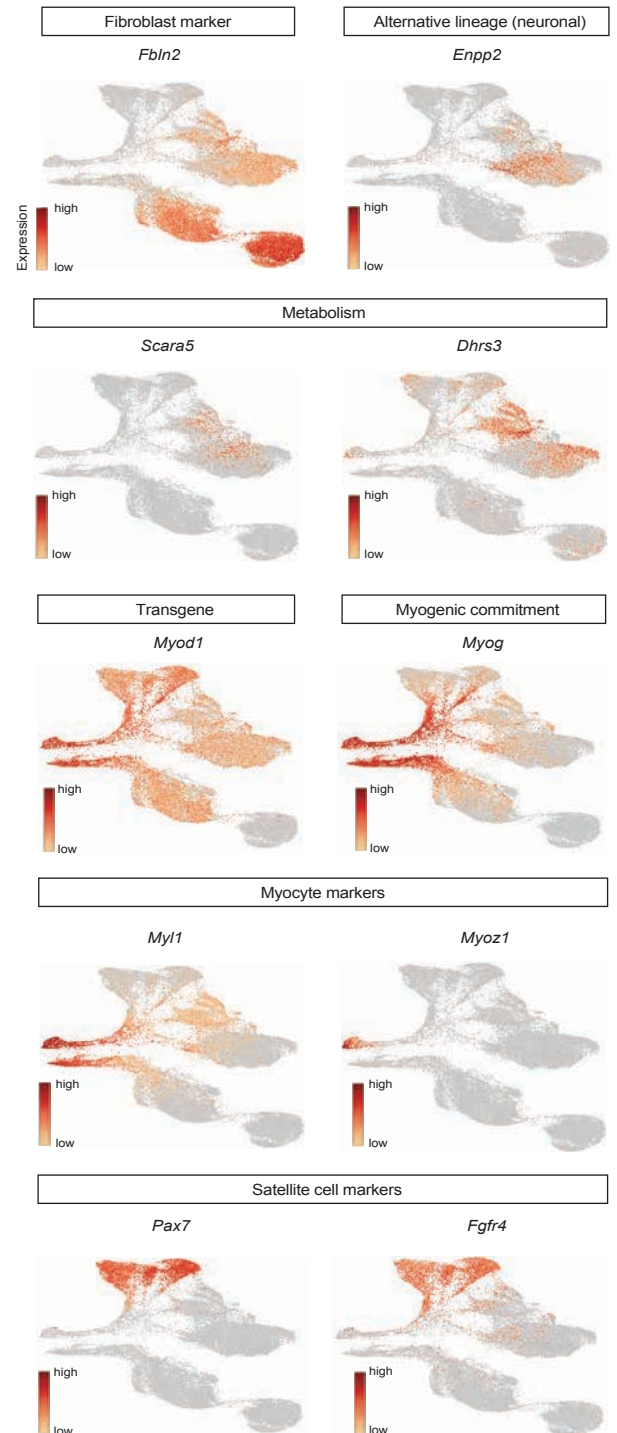 Fibroblast marker
Alternative lineage (neuronal)
Fbln2
Enpp2
Expression
high
low
high
low
Metabolism
Scara5
Dhrs3
high
low
high
low
Transgene
Myogenic commitment
Myod1
Myog
high
low
high
low
Myocyte markers
Myl1
Myoz1
high
low
high
low
Satellite cell markers
Pax7
Fgfr4
high
low
high
low